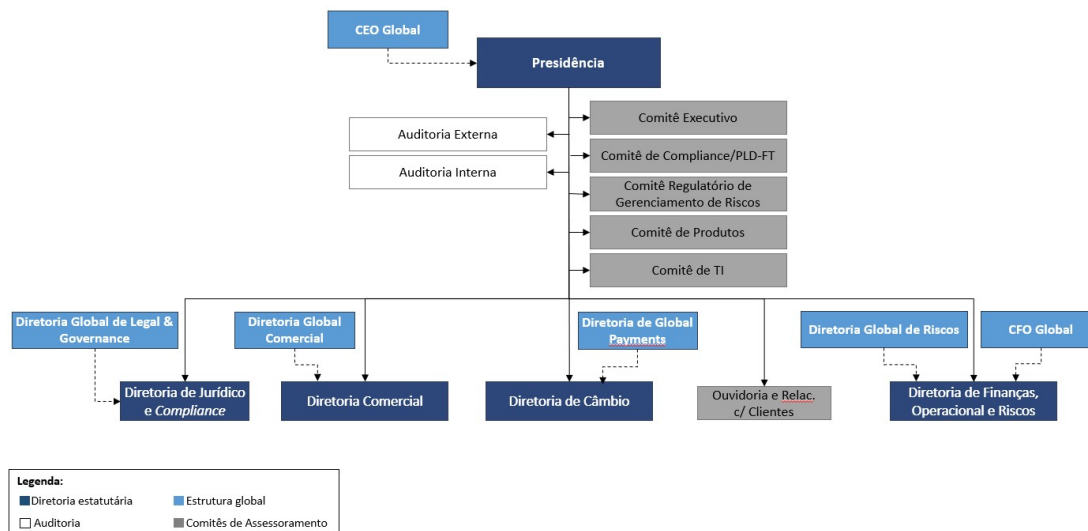 CEO Global
Presidência
Comitê Executivo
Auditoria Externa
Comitê de Compliance/PLD-FT
Auditoria Interna
Comitê Regulatório de
Gerenciamento de Riscos
Comitê de Produtos
Comitê de TI
Diretoria Global de Legal &
Governance
Diretoria Global
Comercial
Diretoria de Global
Payments
Diretoria Global de Riscos
CFO Global
Diretoria de Jurídico
e Compliance
Diretoria Comercial
Diretoria de Câmbio
Ouvidoria e Relac.
c/ Clientes
Diretoria de Finanças,
Operacional e Riscos
Legenda:
Diretoria estatutária
Estrutura global
Auditoria
Comitês de Assessoramento